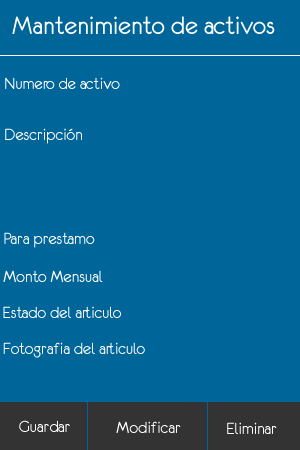 Mantenimiento de activos
Numero de activo
Descripción
Para prestamo
Monto Mensual
Estado del articulo
Fotografia del articulo
Guardar Modificar Eliminar